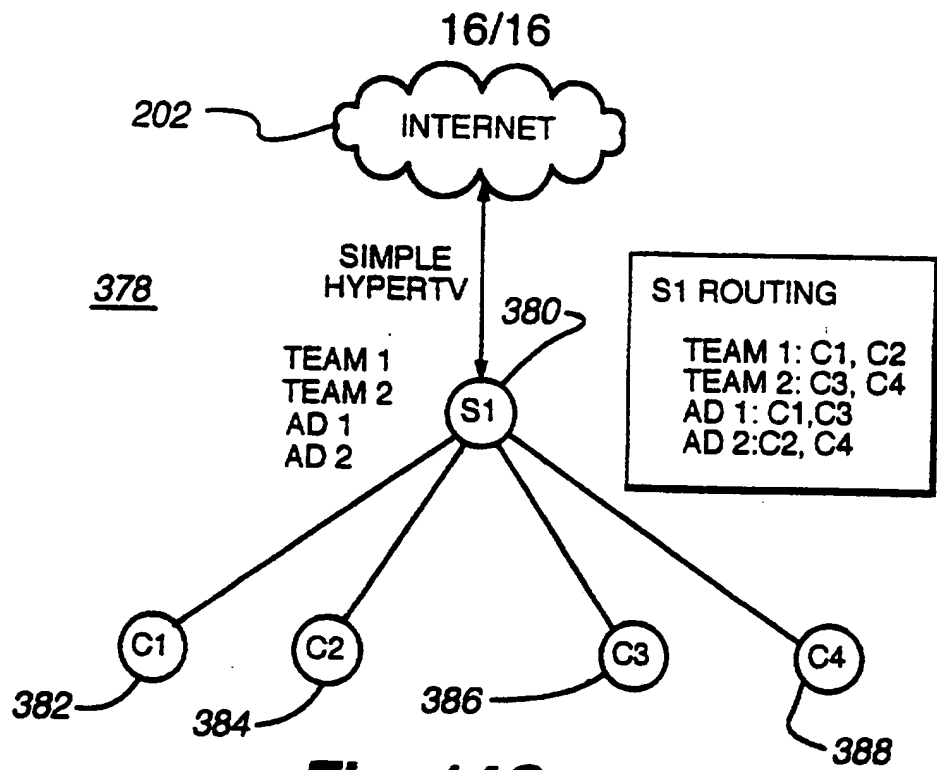 16/16
202
INTERNET
SIMPLE
HYPERTV
378
380
TEAM 1
TEAM 2
AD 1
AD 2
S1
S1 ROUTING
TEAM 1: C1, C2
TEAM 2: C3, C4
AD 1: C1,C3
AD 2:C2, C4
C1
C2
C3
C4
382
384
386
388